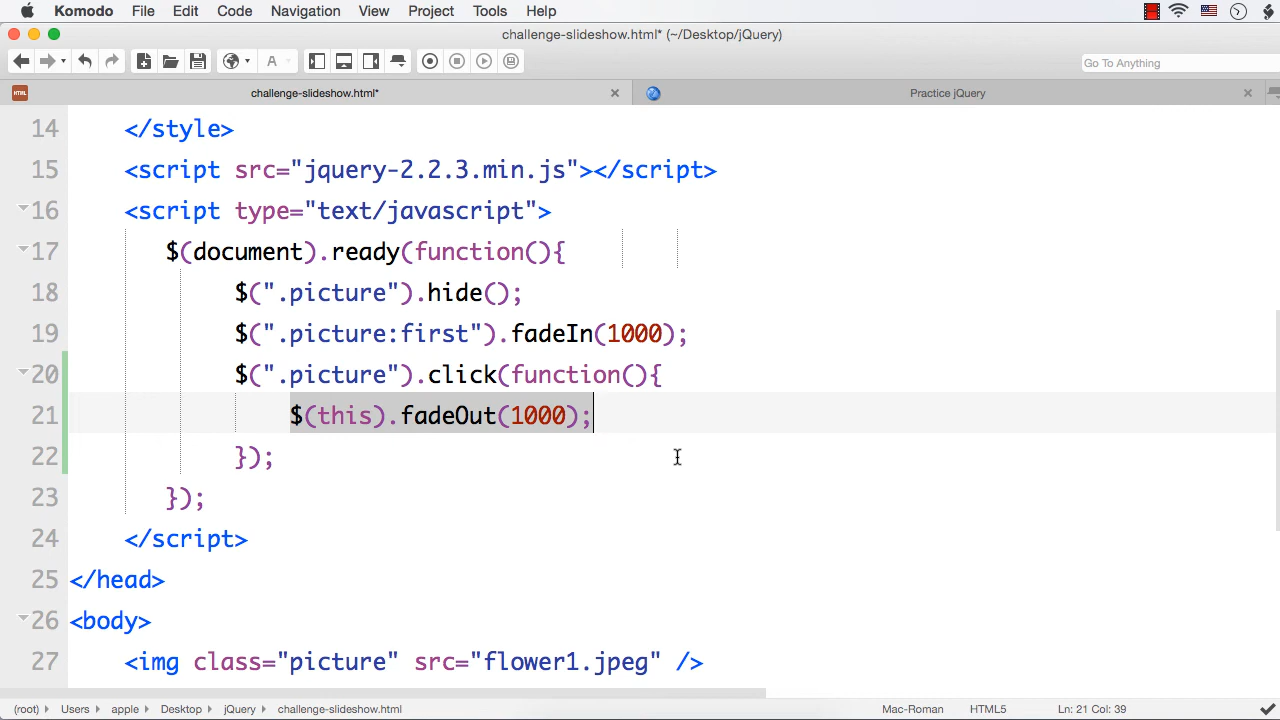 Komodo File Edit Code Navigation View Project Tools Help
challenge-slideshow.html* (~/Desktop/jQuery)
A Go To Anything
HTML challenge-slideshow.html* Practice jQuery
14 </style>
15 <script src="jquery-2.2.3.min.js"></script>
16 <script type="text/javascript">
17 $(document).ready(function(){
18 $(".picture").hide();
19 $(".picture:first").fadeIn(1000);
20 $(".picture").click(function(){
21 $(this).fadeOut(1000);
22 });
23 });
24 </script>
25 </head>
26 <body>
27 <img class="picture" src="flower1.jpeg" />
(root) Users apple Desktop jQuery challenge-slideshow.html Mac-Roman HTML5 Ln: 21 Col: 39